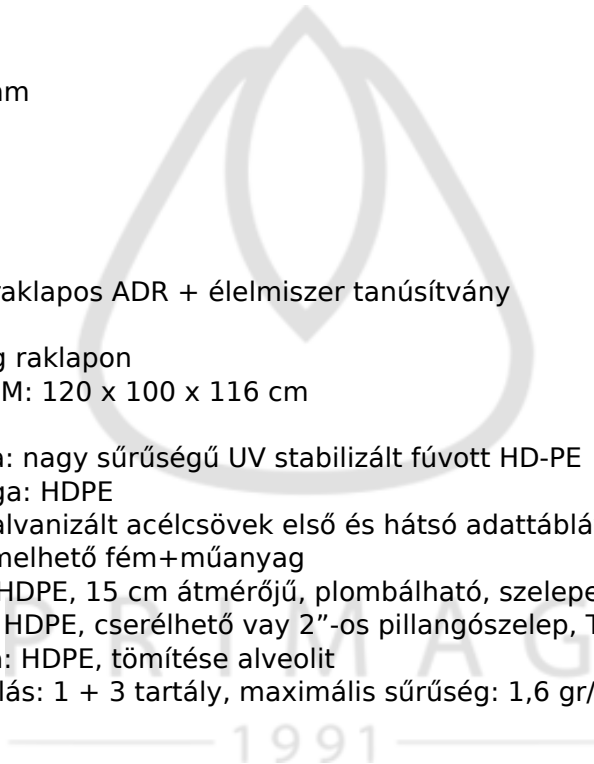 am
raklapos ADR + élelmiszer tanúsítvány
g raklapon
M: 120 x 100 x 116 cm
a: nagy sűrűségű UV stabilizált fúvott HD-PE
ga: HDPE
alvanizált acélcsövek első és hátsó adattáblá
melhető fém+műanyag
HDPE, 15 cm átmérőjű, plombálható, szelepe
HDPE, cserélhető vay 2”-os pillangószelep, T
a: HDPE, tömítése alveolit
lás: 1 + 3 tartály, maximális sűrűség: 1,6 gr/
PRIMAG
1991